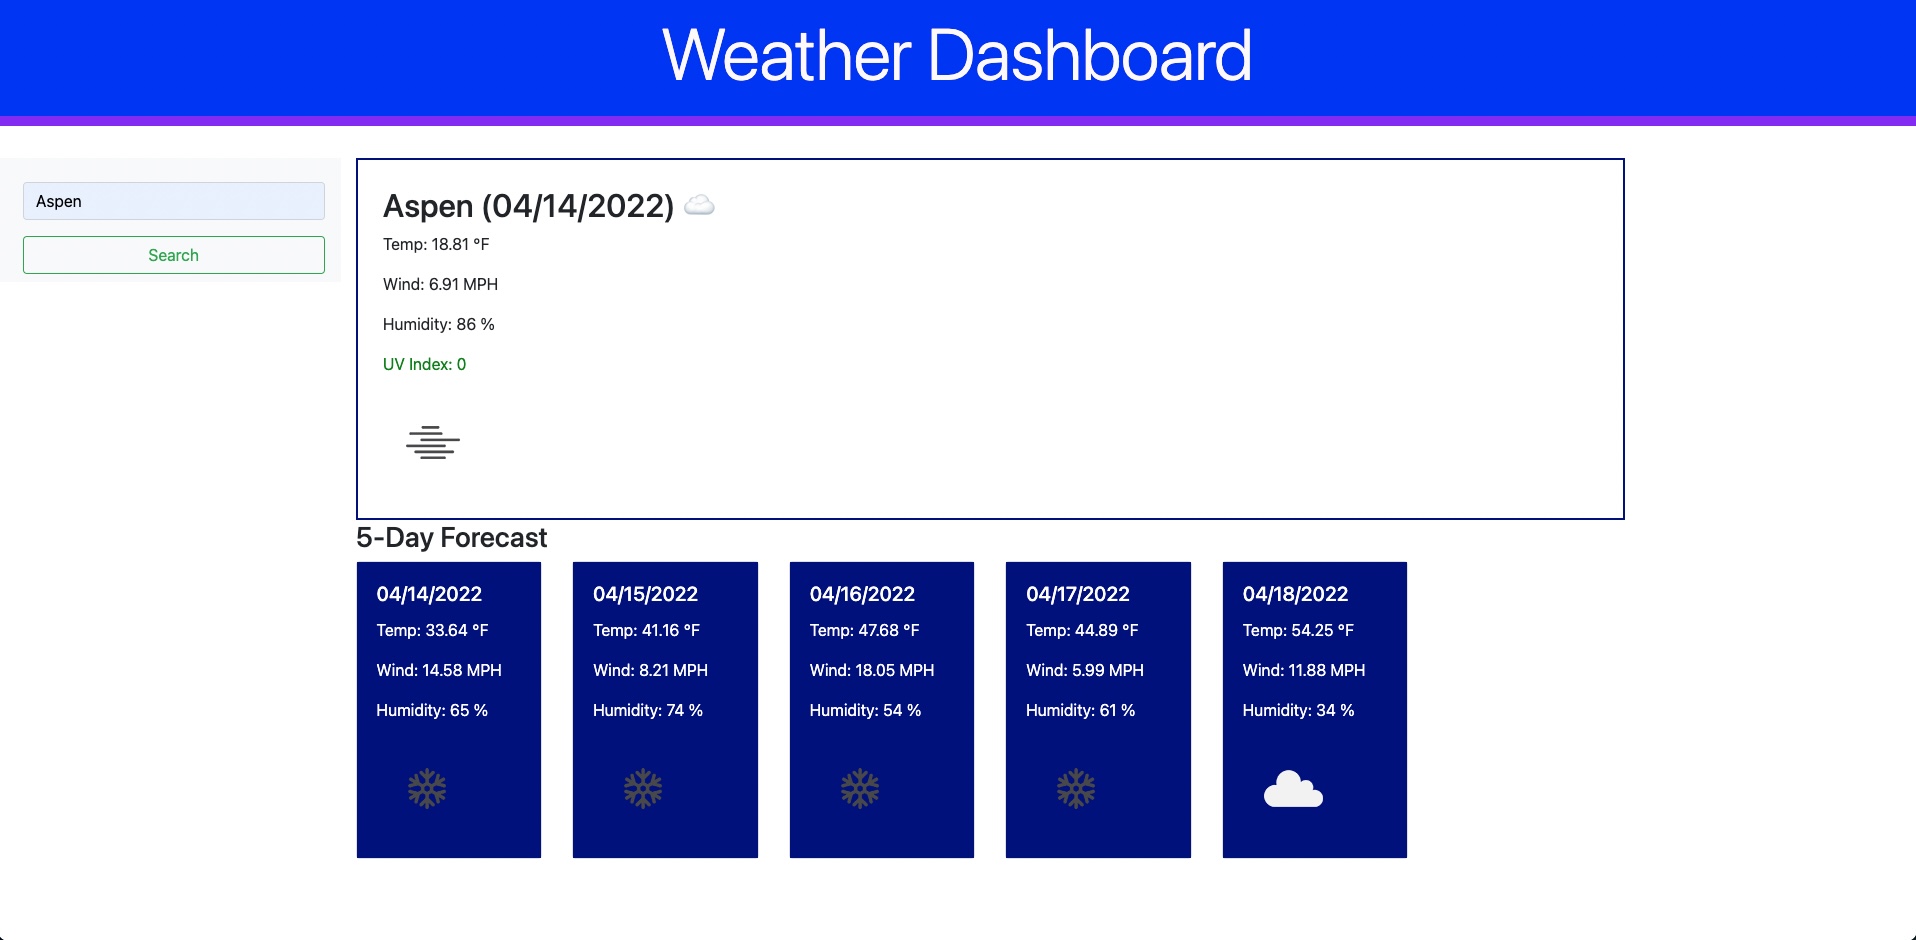 Weather Dashboard
Aspen
Search
Aspen (04/14/2022)
Temp: 18.81 °F
Wind: 6.91 MPH
Humidity: 86 %
UV Index: 0
5-Day Forecast
04/14/2022
Temp: 33.64 °F
Wind: 14.58 MPH
Humidity: 65 %
04/15/2022
Temp: 41.16 °F
Wind: 8.21 MPH
Humidity: 74 %
04/16/2022
Temp: 47.68 °F
Wind: 18.05 MPH
Humidity: 54 %
04/17/2022
Temp: 44.89 °F
Wind: 5.99 MPH
Humidity: 61 %
04/18/2022
Temp: 54.25 °F
Wind: 11.88 MPH
Humidity: 34 %